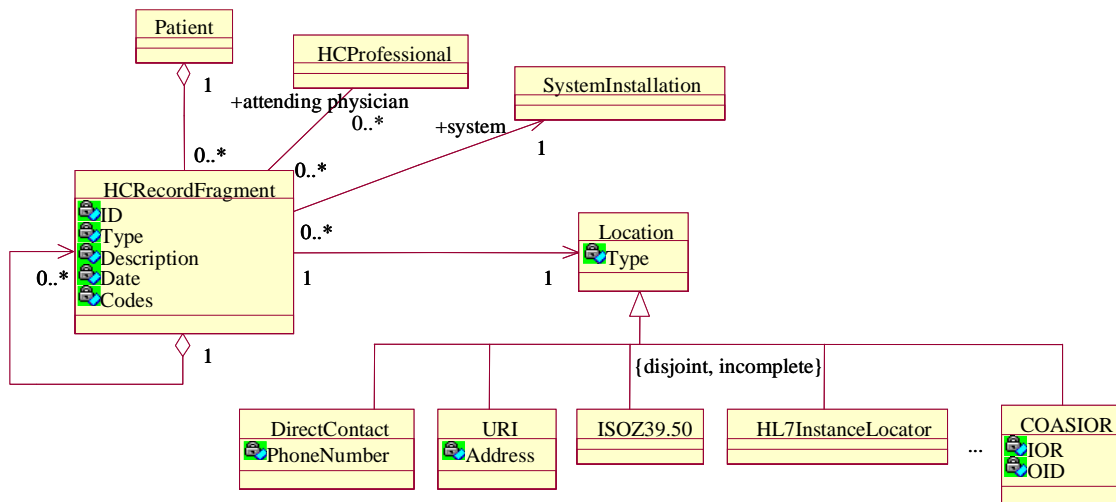 Patient
HCProfessional
SystemInstallation
1
+attending physician
0..*
+system
1
0..*
0..*
HCRecordFragment
ID
Type
Description
Date
Codes
0..*
0..*
1
1
Location
Type
1
{disjoint, incomplete}
DirectContact
PhoneNumber
URI
Address
ISOZ39.50
HL7InstanceLocator
...
COASIOR
IOR
OID